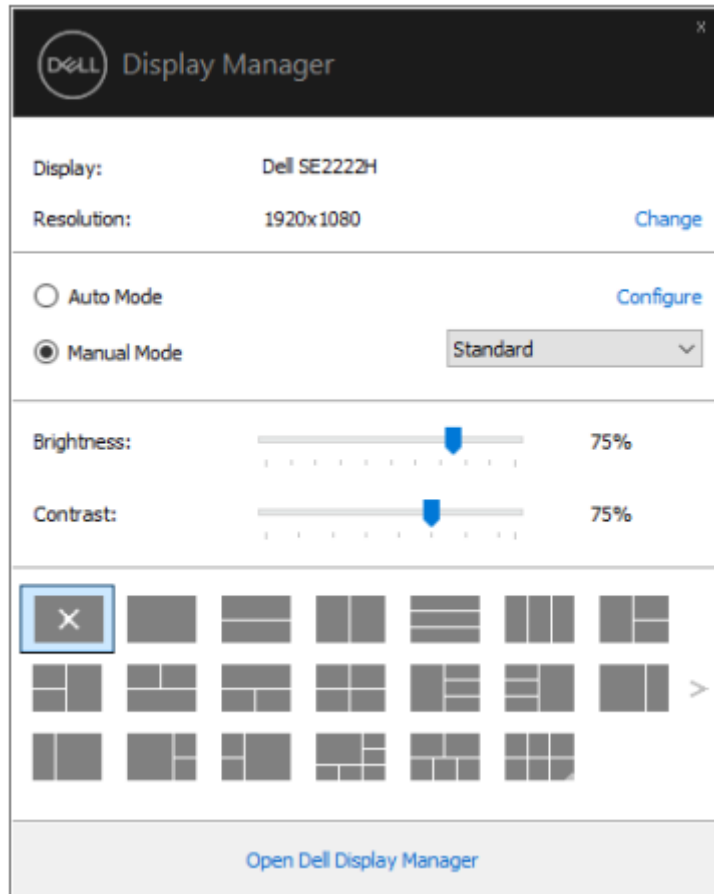 x
DELL Display Manager
Display: Dell SE2222H
Resolution: 1920x1080 Change
Auto Mode Configure
Manual Mode Standard
Brightness: 75%
Contrast: 75%
Open Dell Display Manager